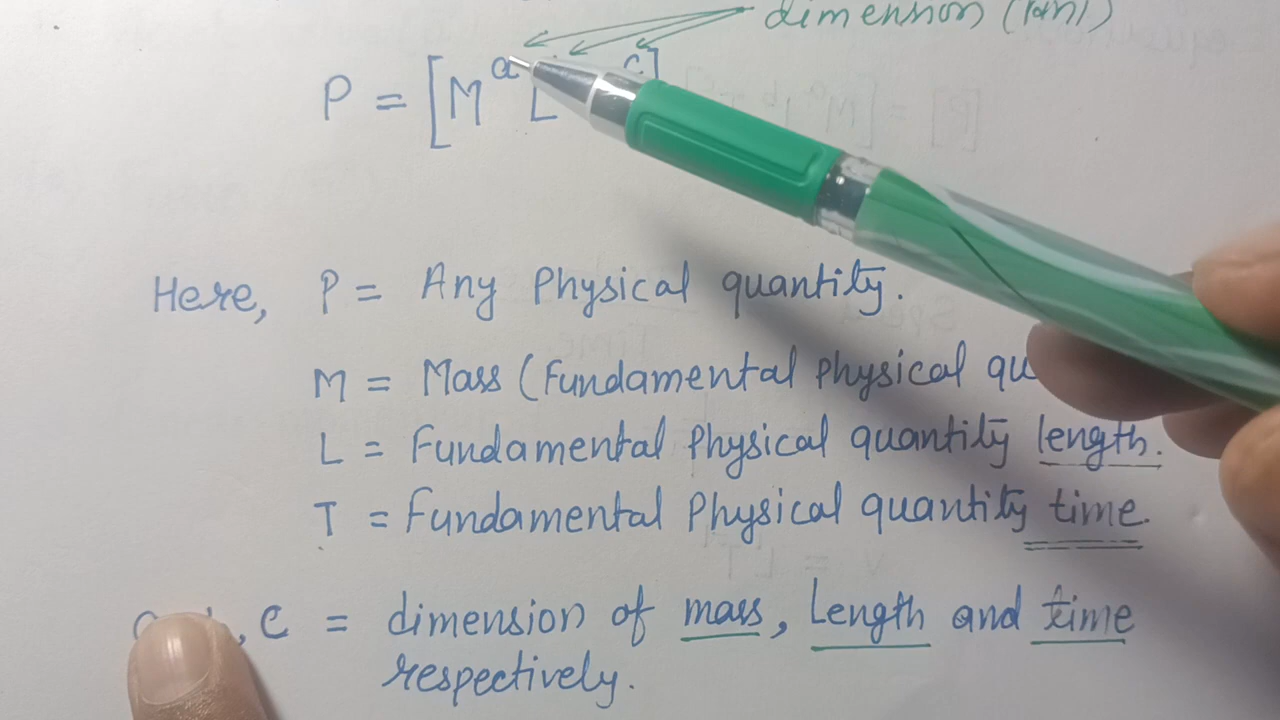 dimension
P = [M^a L c]
Here, P = Any Physical quantity.
M = Mass (Fundamental physical qu
L = Fundamental Physical quantity length.
T = Fundamental Physical quantity time.
, c = dimension of mass, Length and time
respectively.